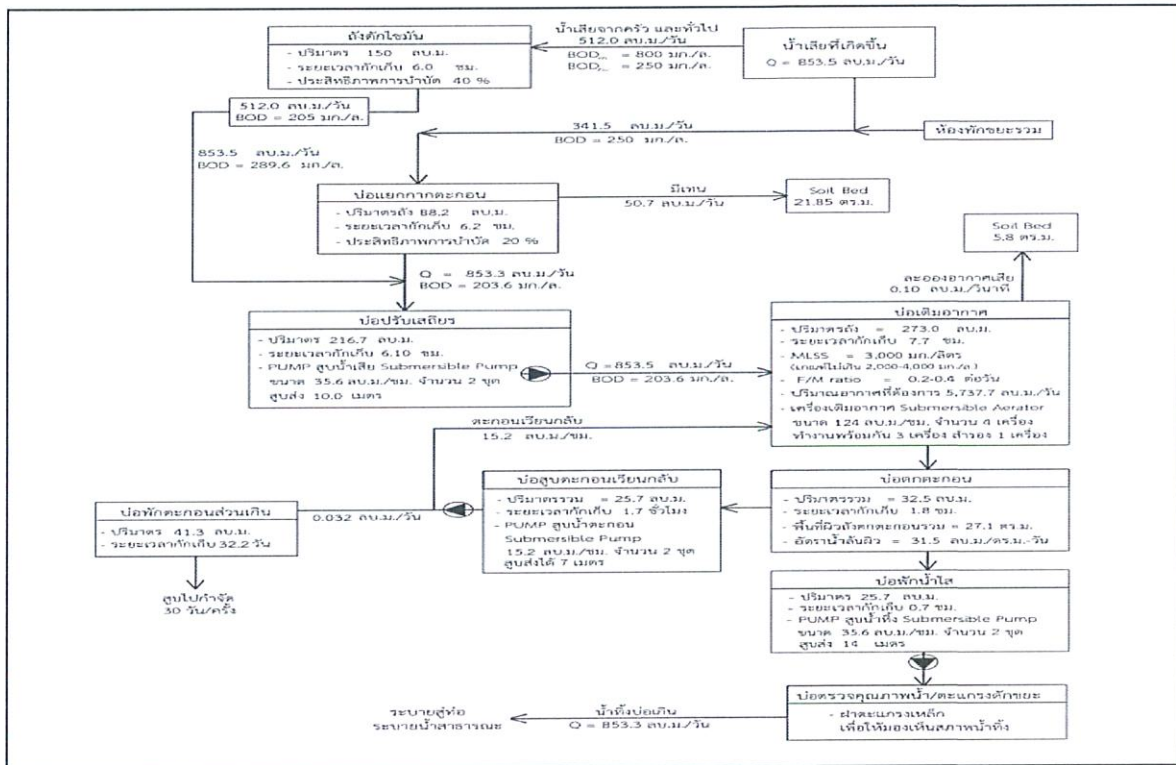 ถังดักไขมัน
- ปริมาตร 150 ลบ.ม.
- ระยะเวลากักเก็บ 6.0 ชม.
- ประสิทธิภาพการบำบัด 40 %
น้ำเสียจากครัว และทั่วไป
512.0 ลบ.ม./วัน
BOD = 800 มก./ล.
BOD = 250 มก./ล.
น้ำเสียที่เกิดขึ้น
Q = 853.5 ลบ.ม./วัน
512.0 ลบ.ม./วัน
BOD = 205 มก./ล.
341.5 ลบ.ม./วัน
BOD = 250 มก./ล.
ห้องพักขยะรวม
853.5 ลบ.ม./วัน
BOD = 289.6 มก./ล.
บ่อแยกกากตะกอน
- ปริมาตรถัง 88.2 ลบ.ม.
- ระยะเวลากักเก็บ 6.2 ชม.
- ประสิทธิภาพการบำบัด 20 %
มีเทน
50.7 ลบ.ม./วัน
Soil Bed
21.85 ตร.ม.
Soil Bed
5.8 ตร.ม.
Q = 853.3 ลบ.ม./วัน
BOD = 203.6 มก./ล.
ละอองอากาศเสีย
0.10 ลบ.ม./วินาที
บ่อปรับเสถียร
- ปริมาตร 216.7 ลบ.ม.
- ระยะเวลากักเก็บ 6.10 ชม.
- PUMP สูบน้ำเสีย Submersible Pump
ขนาด 35.6 ลบ.ม./ชม. จำนวน 2 ชุด
สูบส่ง 10.0 เมตร
Q = 853.5 ลบ.ม./วัน
BOD = 203.6 มก./ล.
บ่อเติมอากาศ
- ปริมาตรถัง = 273.0 ลบ.ม.
- ระยะเวลากักเก็บ 7.7 ชม.
- MLSS = 3,000 มก./ลิตร
(เกณฑ์ไม่เกิน 2,000-4,000 มก./ล.)
- F/M ratio = 0.2-0.4 ต่อวัน
- ปริมาณอากาศที่ต้องการ 5,737.7 ลบ.ม./วัน
- เครื่องเติมอากาศ Submersible Aerator
ขนาด 124 ลบ.ม./ชม. จำนวน 4 เครื่อง
ทำงานพร้อมกัน 3 เครื่อง สำรอง 1 เครื่อง
ตะกอนเวียนกลับ
15.2 ลบ.ม./ชม.
บ่อสูบตะกอนเวียนกลับ
- ปริมาตรรวม = 25.7 ลบ.ม.
- ระยะเวลากักเก็บ 1.7 ชั่วโมง
- PUMP สูบน้ำตะกอน
Submersible Pump
15.2 ลบ.ม./ชม. จำนวน 2 ชุด
สูบส่งได้ 7 เมตร
บ่อตกตะกอน
- ปริมาตรรวม = 32.5 ลบ.ม.
- ระยะเวลากักเก็บ 1.8 ชม.
- พื้นที่ผิวถังตกตะกอนรวม = 27.1 ตร.ม.
- อัตราน้ำล้นผิว = 31.5 ลบ.ม./ตร.ม.-วัน
บ่อพักตะกอนส่วนเกิน
- ปริมาตร 41.3 ลบ.ม.
- ระยะเวลากักเก็บ 32.2 วัน
0.032 ลบ.ม./วัน
สูบไปกำจัด
30 วัน/ครั้ง
บ่อพักน้ำใส
- ปริมาตร 25.7 ลบ.ม.
- ระยะเวลากักเก็บ 0.7 ชม.
- PUMP สูบน้ำทิ้ง Submersible Pump
ขนาด 35.6 ลบ.ม./ชม. จำนวน 2 ชุด
สูบส่ง 14 เมตร
บ่อตรวจคุณภาพน้ำ/ตะแกรงดักขยะ
- ฝาตะแกรงเหล็ก
เพื่อให้มองเห็นสภาพน้ำทิ้ง
น้ำทิ้งบ่อเกิน
Q = 853.3 ลบ.ม./วัน
ระบายสู่ท่อ
ระบายน้ำสาธารณะ